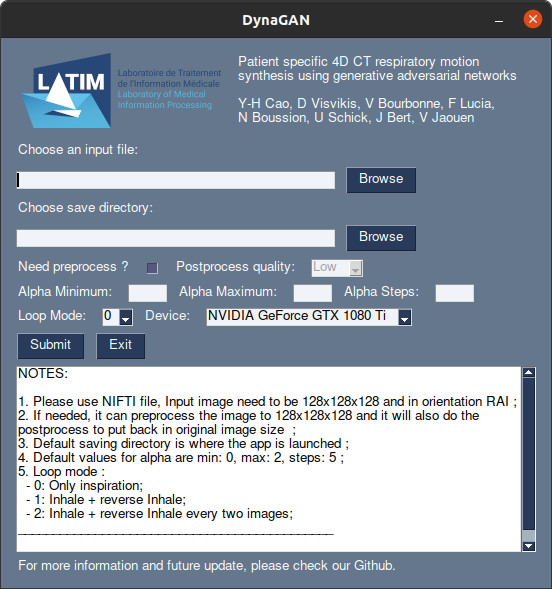 DynaGAN
LATIM
Laboratoire de Traitement
de l'Information Médicale
Laboratory of Medical
Information Processing
Patient specific 4D CT respiratory motion
synthesis using generative adversarial networks
Y-H Cao, D Visvikis, V Bourbonne, F Lucia,
N Boussion, U Schick, J Bert, V Jaouen
Choose an input file:
Browse
Choose save directory:
Browse
Need preprocess ? Postprocess quality: Low
Alpha Minimum: Alpha Maximum: Alpha Steps:
Loop Mode: 0 Device: NVIDIA GeForce GTX 1080 Ti
Submit Exit
NOTES:
1. Please use NIFTI file, Input image need to be 128x128x128 and in orientation RAI ;
2. If needed, it can preprocess the image to 128x128x128 and it will also do the
postprocess to put back in original image size  ;
3. Default saving directory is where the app is launched ;
4. Default values for alpha are min: 0, max: 2, steps: 5 ;
5. Loop mode :
- 0: Only inspiration;
- 1: Inhale + reverse Inhale;
- 2: Inhale + reverse Inhale every two images;
For more information and future update, please check our Github.